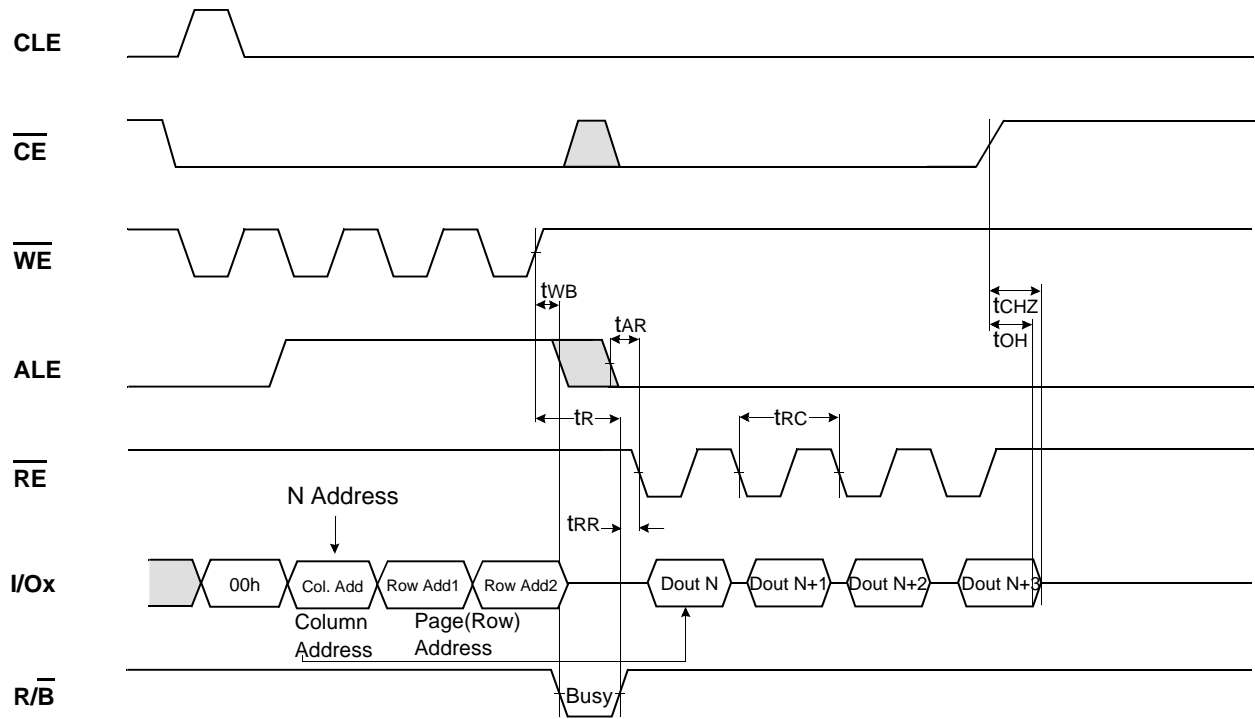 CLE
CE
WE
tWB
tCHZ
tAR
tOH
ALE
tR
tRC
RE
N Address
tRR
I/Ox
00h
Col. Add
Row Add1
Row Add2
Dout N
Dout N+1
Dout N+2
Dout N+3
Column
Address
Page(Row)
Address
R/B
Busy